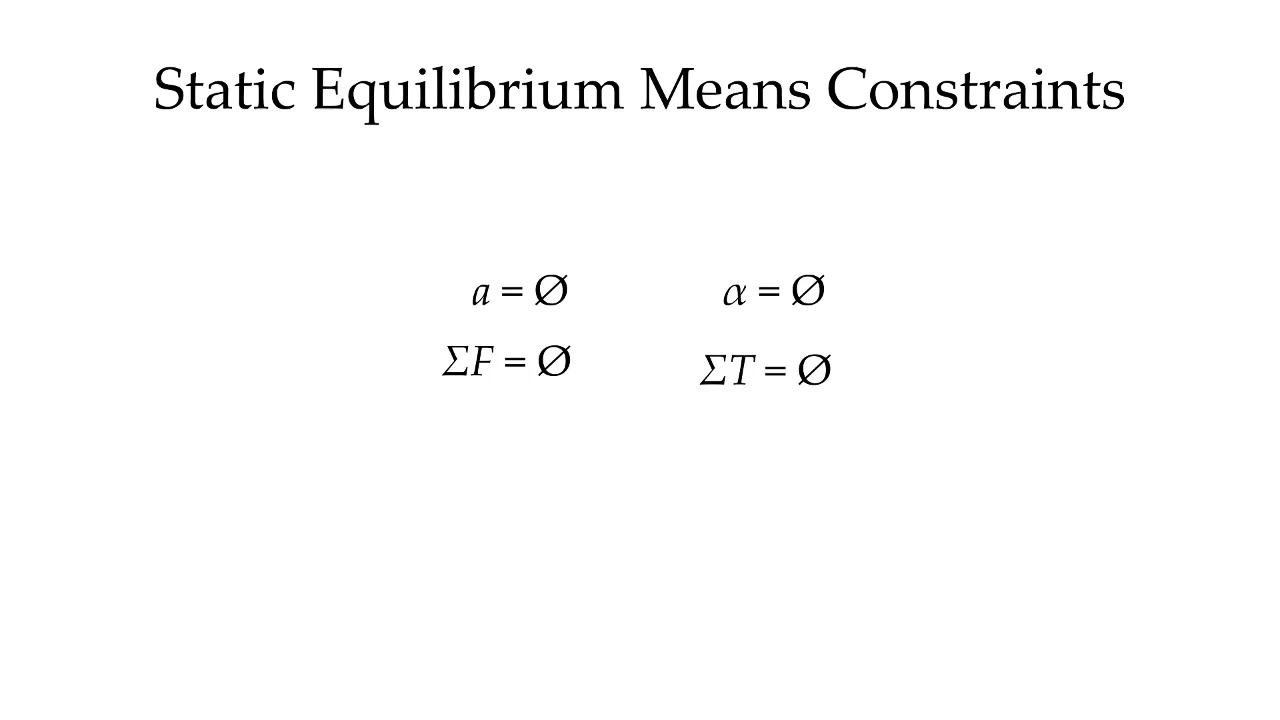 Static Equilibrium Means Constraints
a = Ø
α = Ø
ΣF = Ø
ΣT = Ø